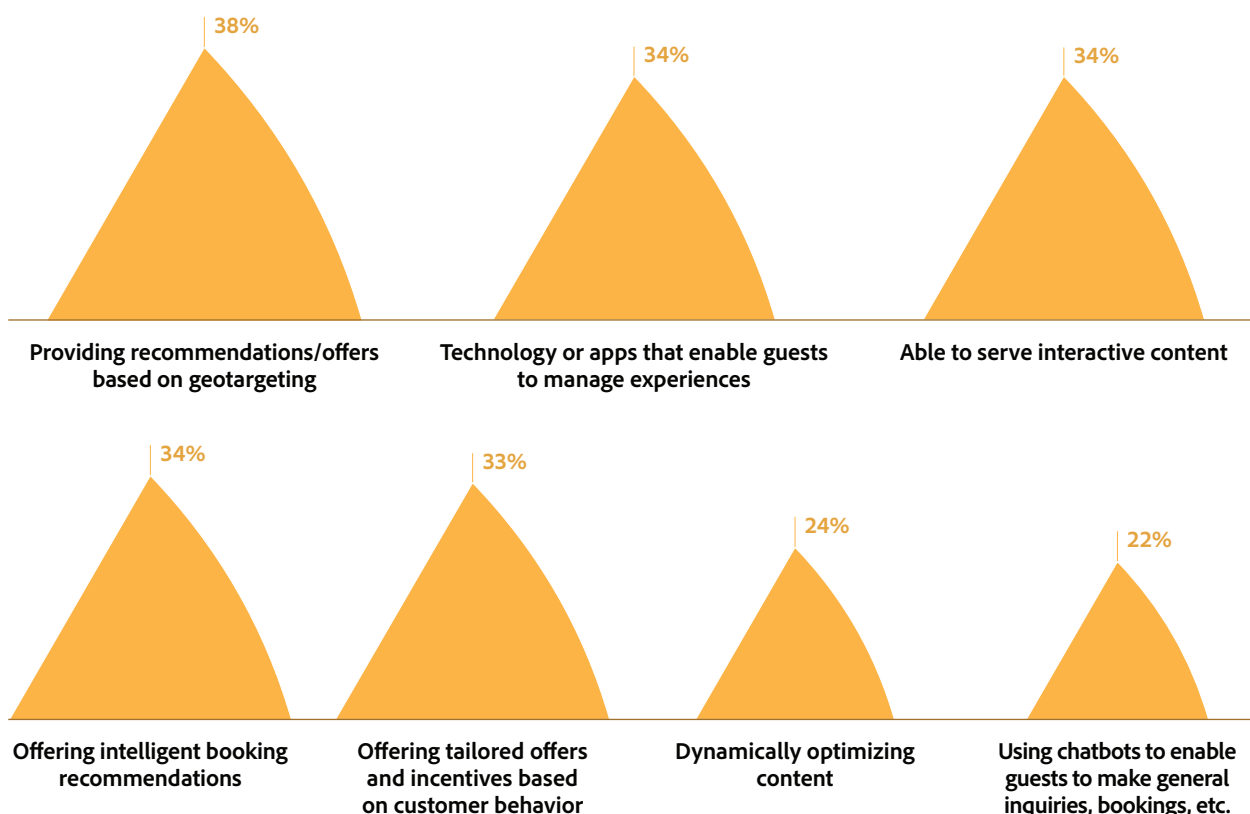 38%
34%
34%
Providing recommendations/offers
based on geotargeting
Technology or apps that enable guests
to manage experiences
Able to serve interactive content
34%
33%
24%
22%
Offering intelligent booking
recommendations
Offering tailored offers
and incentives based
on customer behavior
Dynamically optimizing
content
Using chatbots to enable
guests to make general
inquiries, bookings, etc.